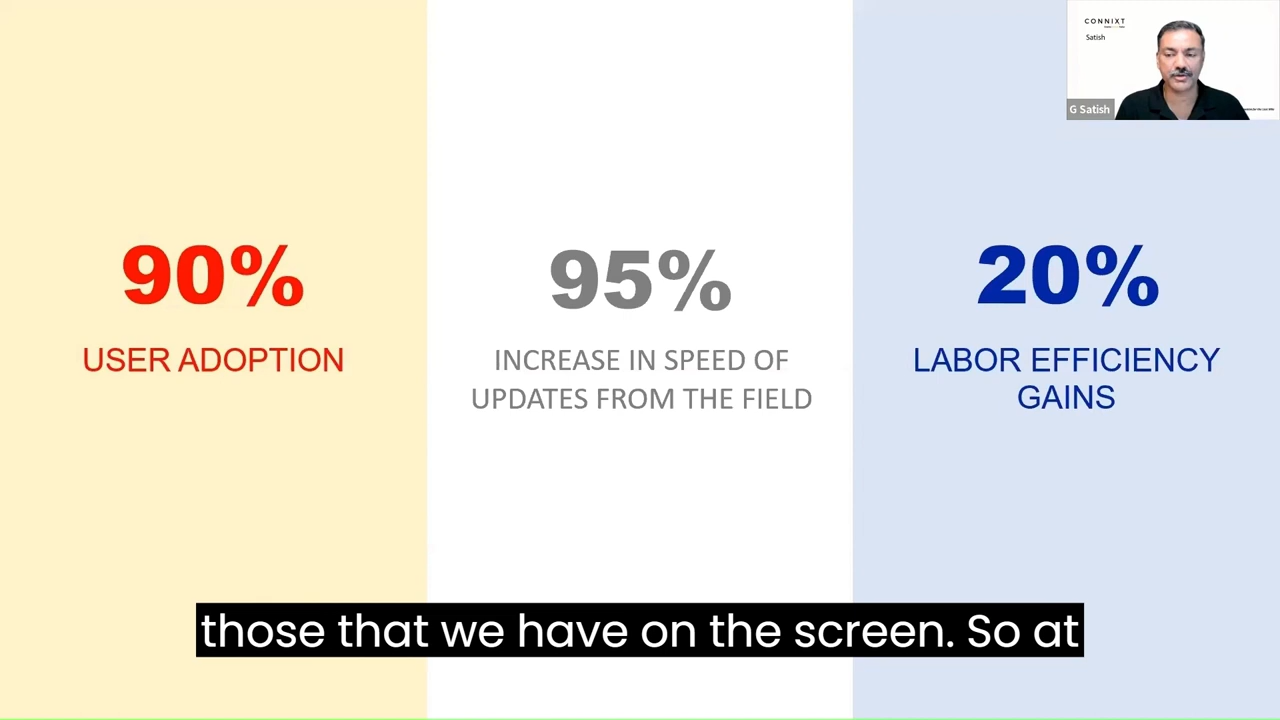 CONNIXT
Satish
G Satish
90%
USER ADOPTION
95%
INCREASE IN SPEED OF
UPDATES FROM THE FIELD
20%
LABOR EFFICIENCY
GAINS
those that we have on the screen. So at